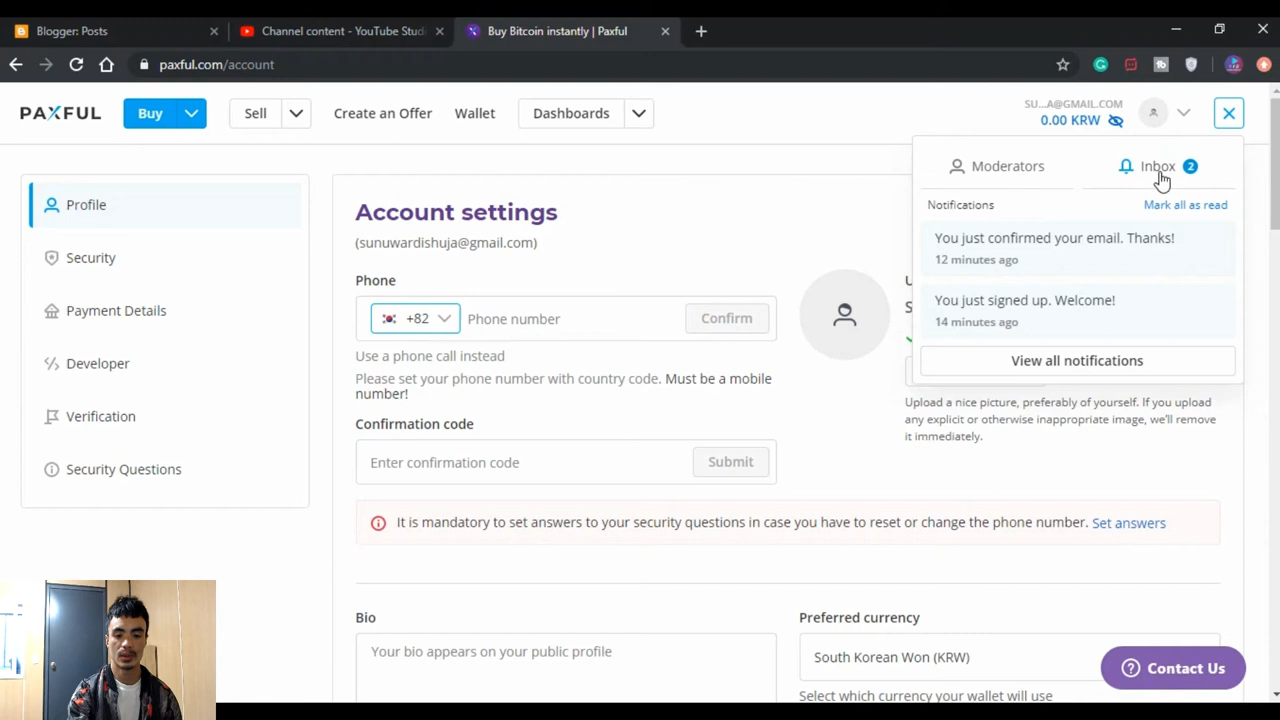 Blogger: Posts
Channel content - YouTube Stud
Buy Bitcoin instantly | Paxful
paxful.com/account
PAXFUL
Buy
Sell
Create an Offer
Wallet
Dashboards
SU...A@GMAIL.COM
0.00 KRW
Moderators
Inbox 2
Notifications
Mark all as read
You just confirmed your email. Thanks!
12 minutes ago
You just signed up. Welcome!
14 minutes ago
View all notifications
Profile
Security
Payment Details
Developer
Verification
Security Questions
Account settings
(sunuwardishuja@gmail.com)
Phone
+82
Phone number
Confirm
Use a phone call instead
Please set your phone number with country code. Must be a mobile
number!
Confirmation code
Enter confirmation code
Submit
Upload a nice picture, preferably of yourself. If you upload
any explicit or otherwise inappropriate image, we'll remove
it immediately.
It is mandatory to set answers to your security questions in case you have to reset or change the phone number. Set answers
Bio
Your bio appears on your public profile
Preferred currency
South Korean Won (KRW)
Select which currency your wallet will use
Contact Us